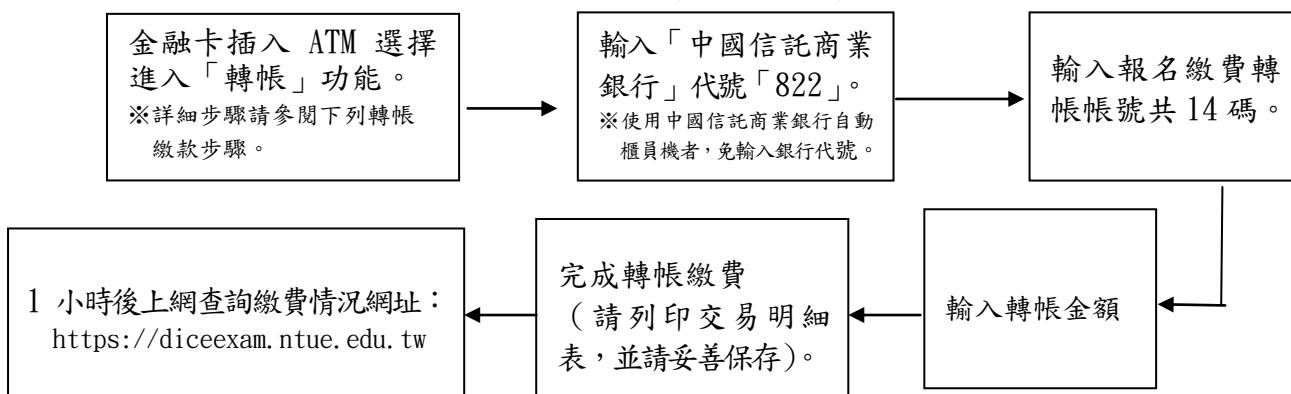 金融卡插入 ATM 選擇
進入「轉帳」功能。
※詳細步驟請參閱下列轉帳
繳款步驟。
輸入「中國信託商業
銀行」代號「822」。
※使用中國信託商業銀行自動
櫃員機者,免輸入銀行代號。
輸入報名繳費轉
帳帳號共 14 碼。
輸入轉帳金額
完成轉帳繳費
(請列印交易明細
表,並請妥善保存)。
1 小時後上網查詢繳費情況網址:
https://diceexam.ntue.edu.tw